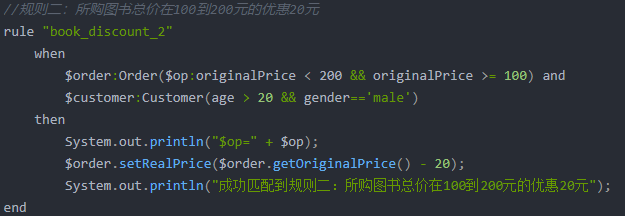 //规则二：所购图书总价在100到200元的优惠20元
rule "book_discount_2"
when
$order:Order($op:originalPrice < 200 && originalPrice >= 100) and
$customer:Customer(age > 20 && gender=='male')
then
System.out.println("$op=" + $op);
$order.setRealPrice($order.getOriginalPrice() - 20);
System.out.println("成功匹配到规则二：所购图书总价在100到200元的优惠20元");
end